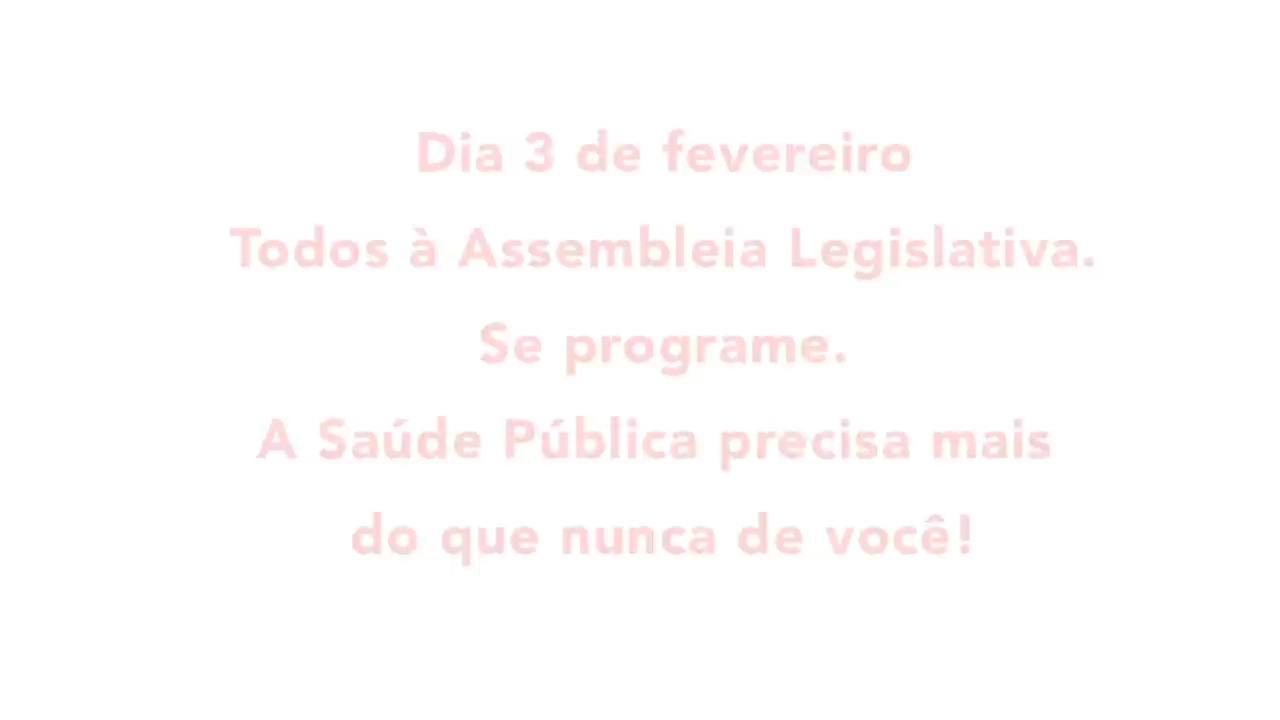 Dia 3 de fevereiro
Todos à Assembleia Legislativa.
Se programe.
A Saúde Pública precisa mais
do que nunca de você!